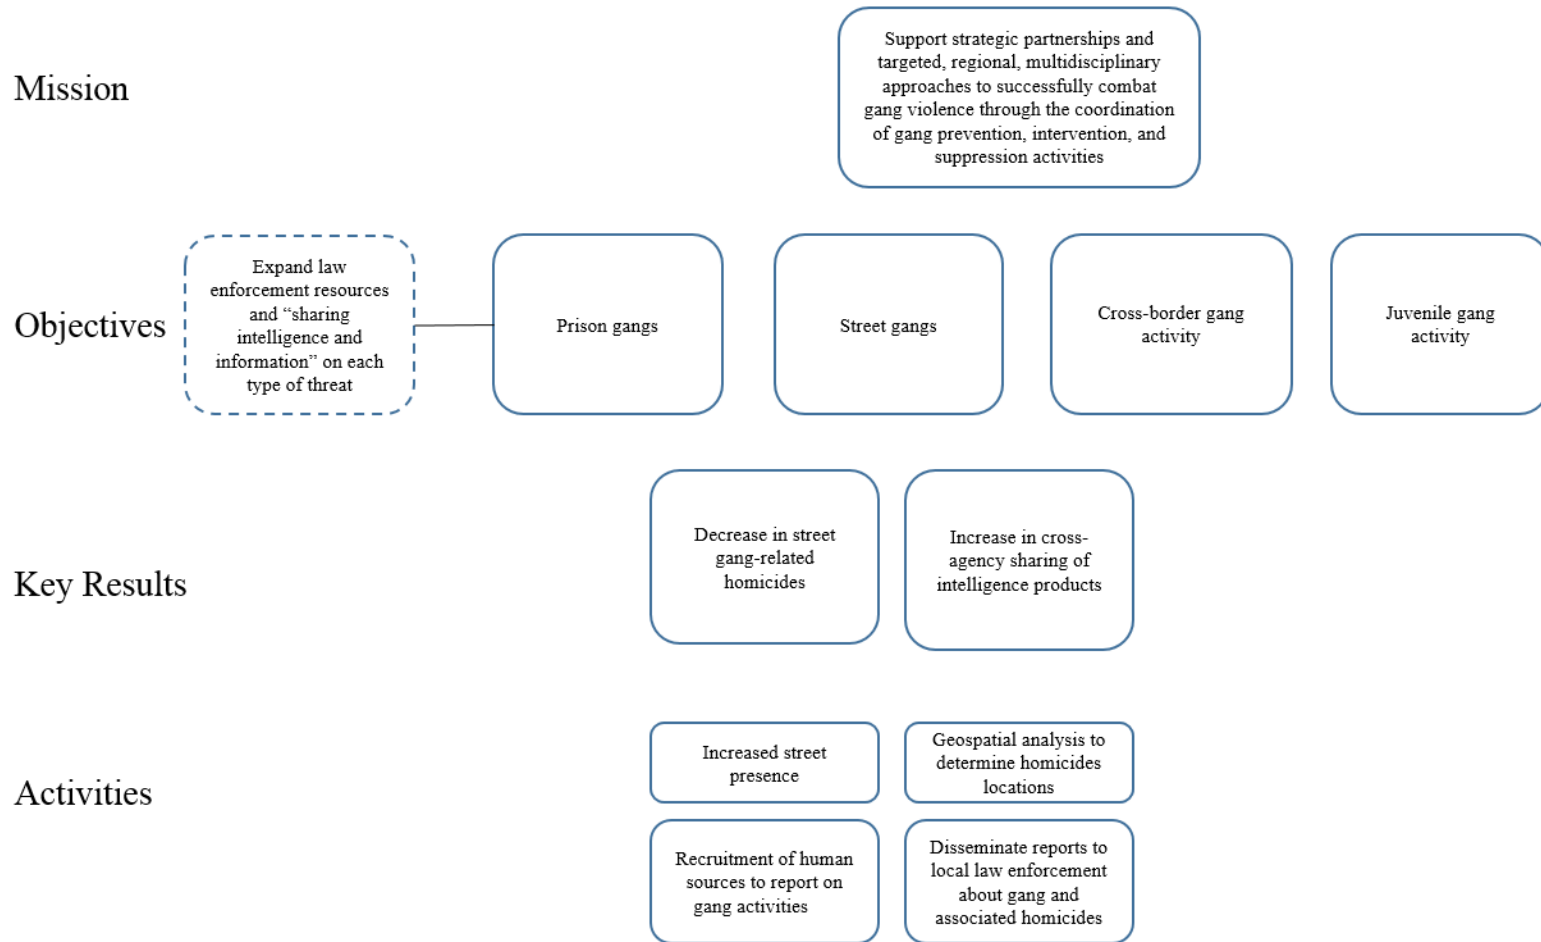 Mission
Support strategic partnerships and
targeted, regional, multidisciplinary
approaches to successfully combat
gang violence through the coordination
of gang prevention, intervention, and
suppression activities
Objectives
Expand law
enforcement resources
and “sharing
intelligence and
information” on each
type of threat
Prison gangs
Street gangs
Cross-border gang
activity
Juvenile gang
activity
Key Results
Decrease in street
gang-related
homicides
Increase in cross-
agency sharing of
intelligence products
Activities
Increased street
presence
Geospatial analysis to
determine homicides
locations
Recruitment of human
sources to report on
gang activities
Disseminate reports to
local law enforcement
about gang and
associated homicides